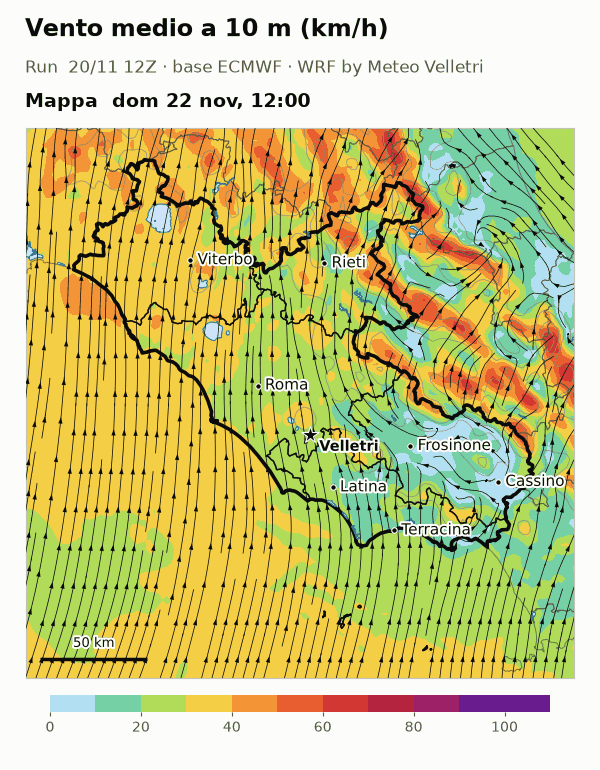 Vento medio a 10 m (km/h)
Run  20/11 12Z · base ECMWF · WRF by Meteo Velletri
Mappa  dom 22 nov, 12:00
Viterbo
Rieti
Roma
Velletri
Frosinone
Cassino
Latina
Terracina
50 km
0 20 40 60 80 100